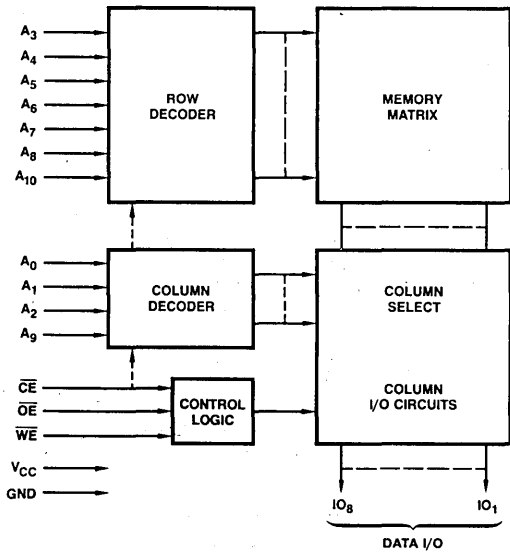 A3
A4
A5
A6
A7
A8
A10
ROW
DECODER
MEMORY
MATRIX
A0
A1
A2
A9
COLUMN
DECODER
COLUMN
SELECT
COLUMN
I/O CIRCUITS
CE
OE
WE
CONTROL
LOGIC
VCC
GND
IO8
IO1
DATA I/O